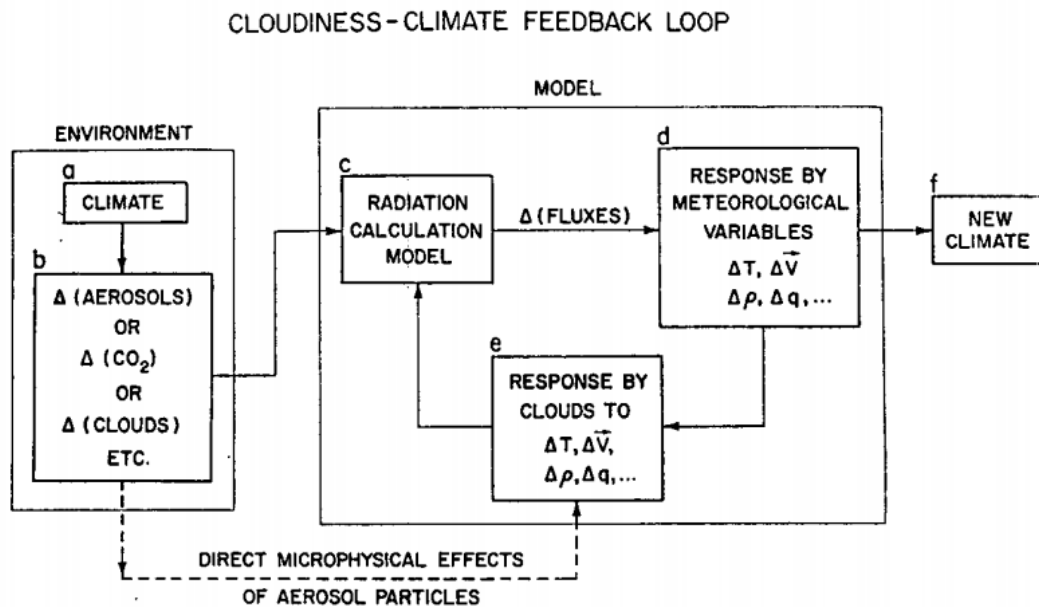 CLOUDINESS-CLIMATE FEEDBACK LOOP
MODEL
ENVIRONMENT
a
CLIMATE
b
Δ (AEROSOLS)
OR
Δ (CO₂)
OR
Δ (CLOUDS)
ETC.
c
RADIATION
CALCULATION
MODEL
Δ (FLUXES)
d
RESPONSE BY
METEOROLOGICAL
VARIABLES
ΔT, ΔV⃗
Δρ, Δq,...
e
RESPONSE BY
CLOUDS TO
ΔT, ΔV⃗,
Δρ, Δq,...
f
NEW
CLIMATE
DIRECT MICROPHYSICAL EFFECTS
OF AEROSOL PARTICLES